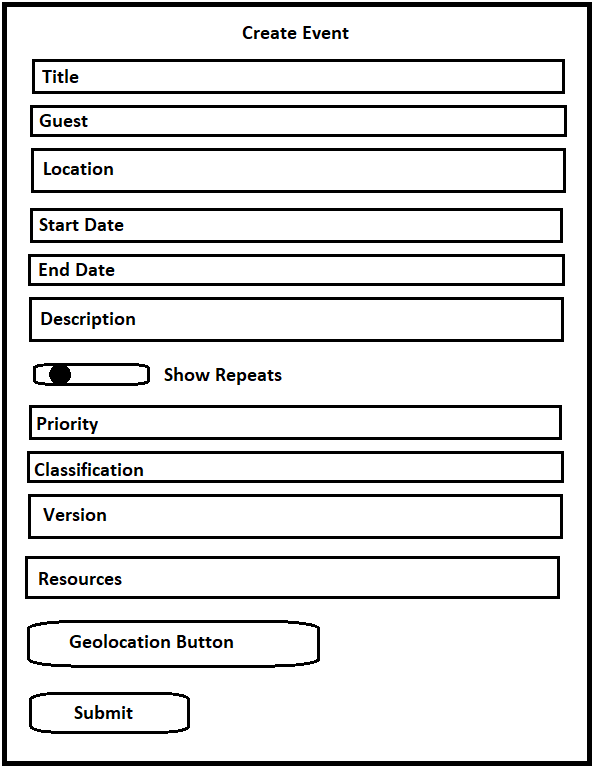 Create Event
Title
Guest
Location
Start Date
End Date
Description
Show Repeats
Priority
Classification
Version
Resources
Geolocation Button
Submit